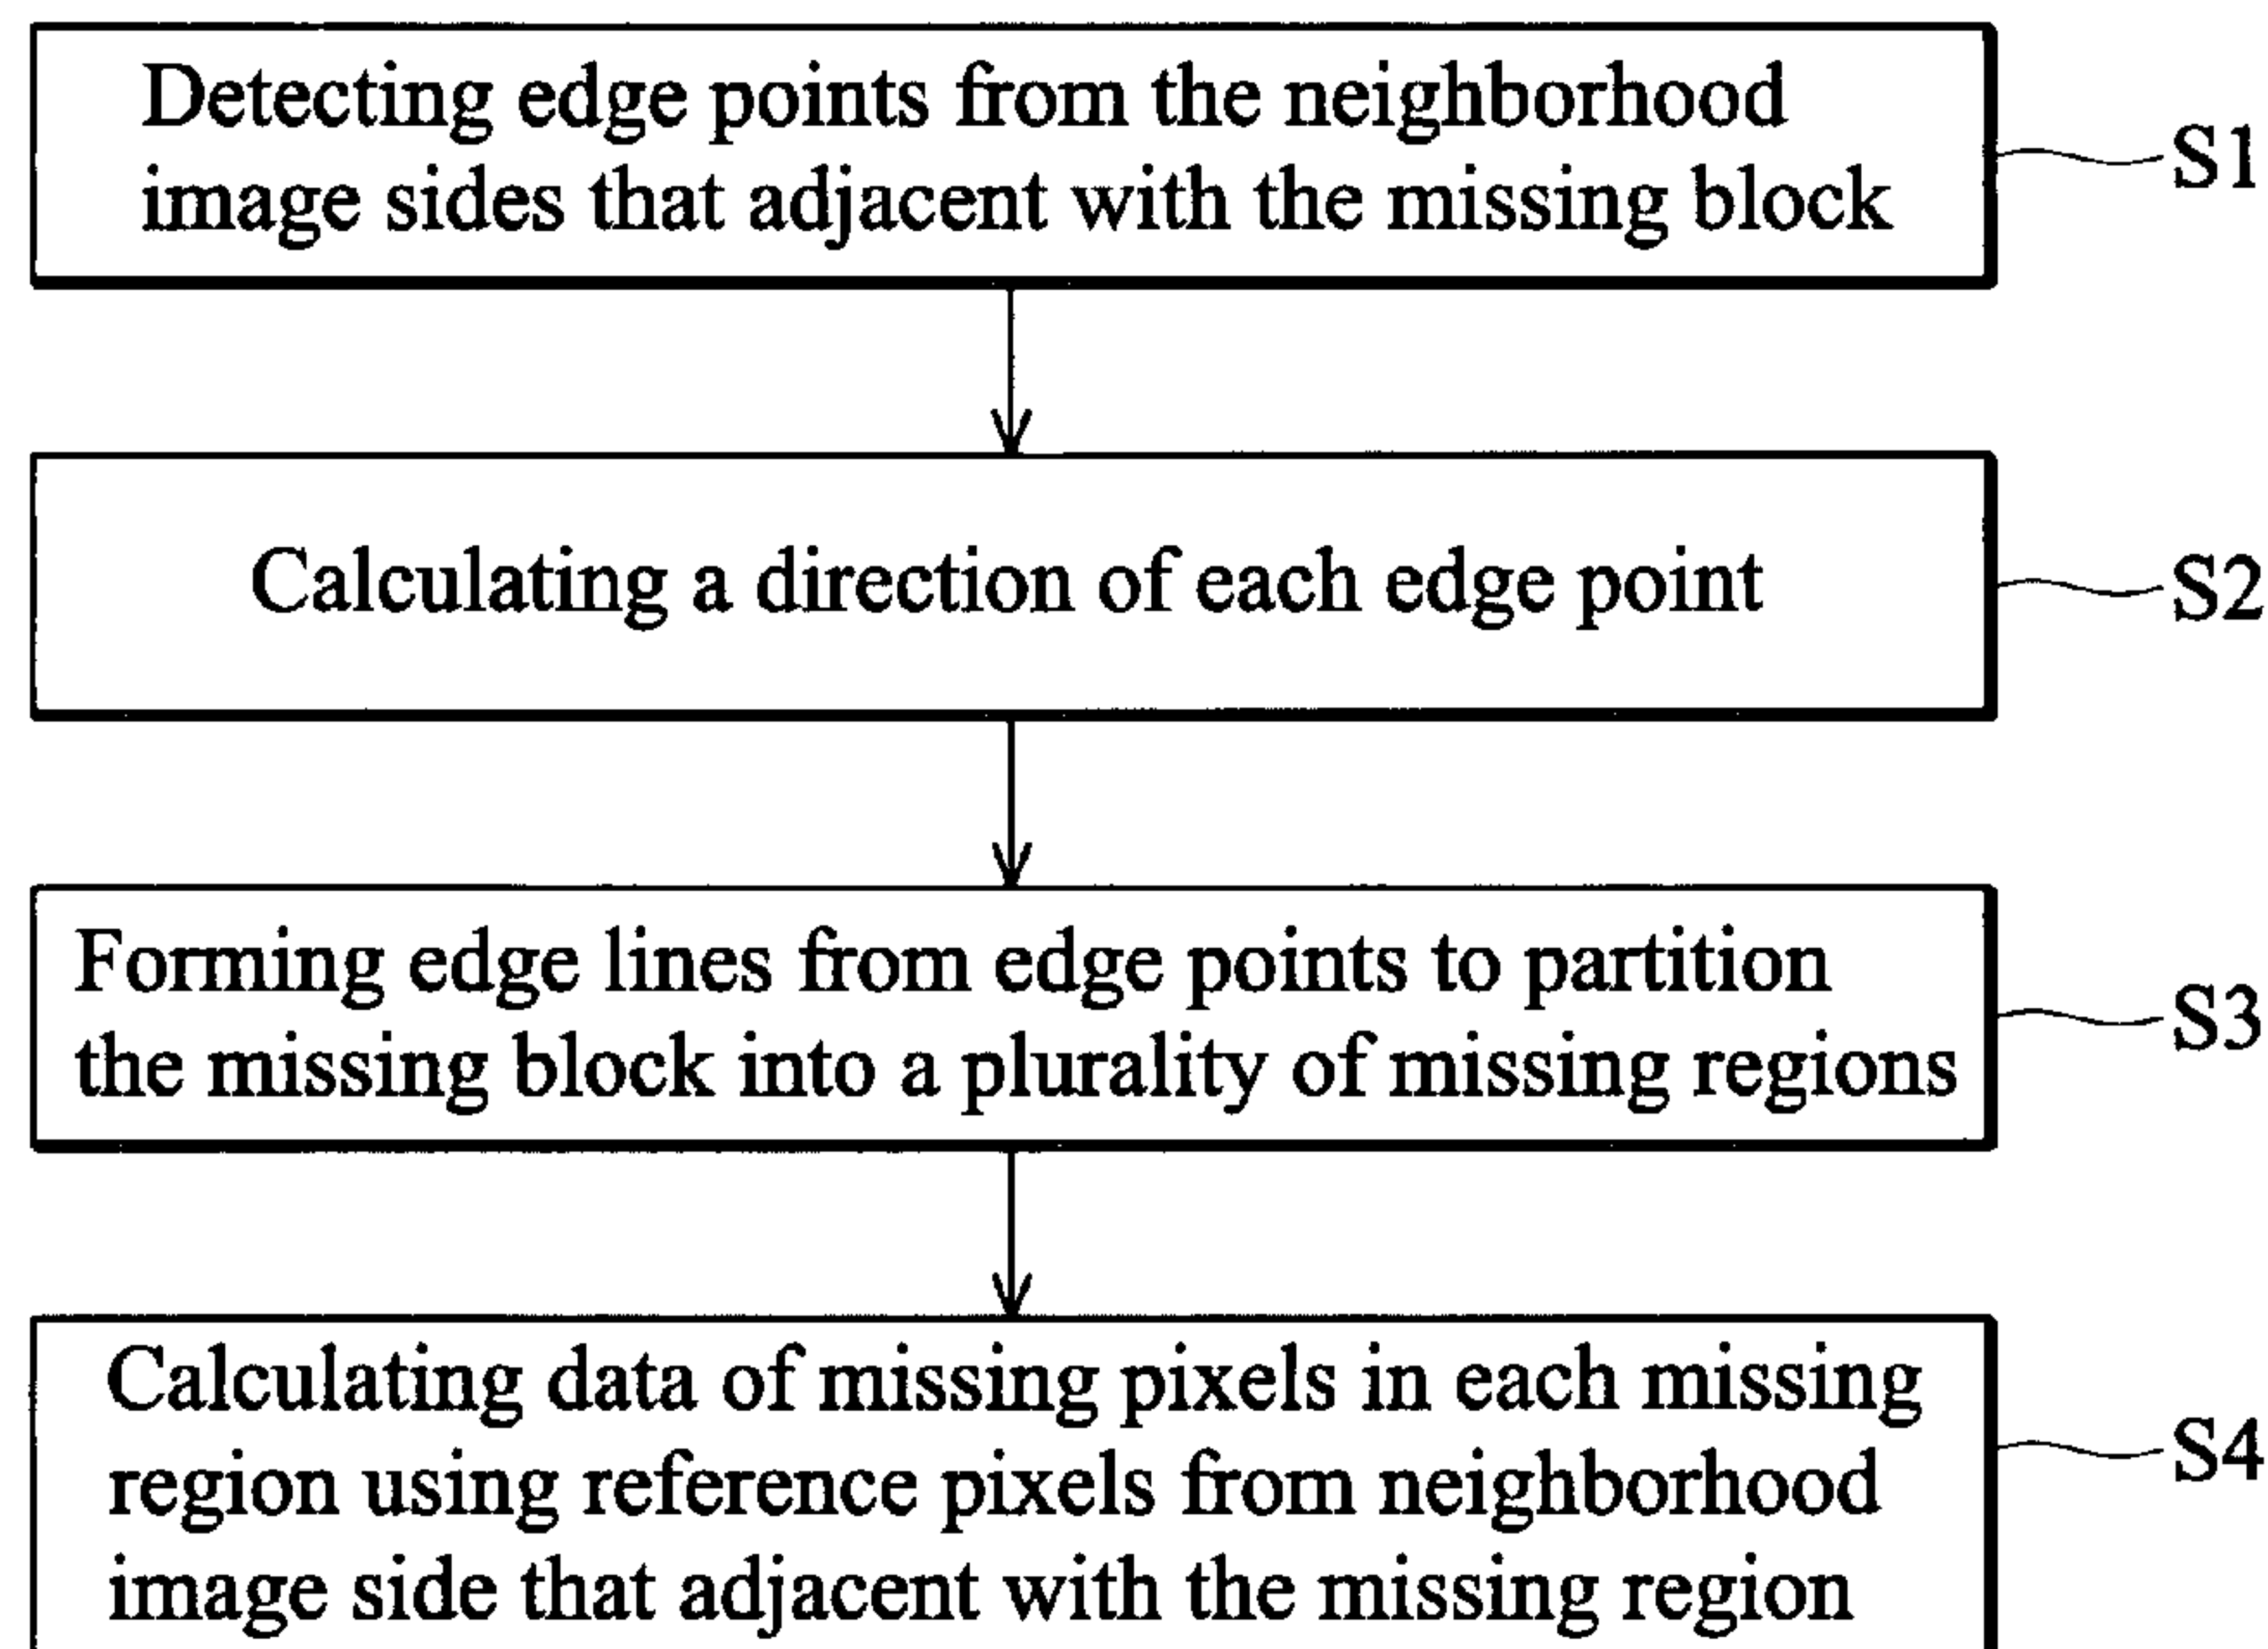 Detecting edge points from the neighborhood
image sides that adjacent with the missing block
S1
Calculating a direction of each edge point
S2
Forming edge lines from edge points to partition
the missing block into a plurality of missing regions
S3
Calculating data of missing pixels in each missing
region using reference pixels from neighborhood
image side that adjacent with the missing region
S4